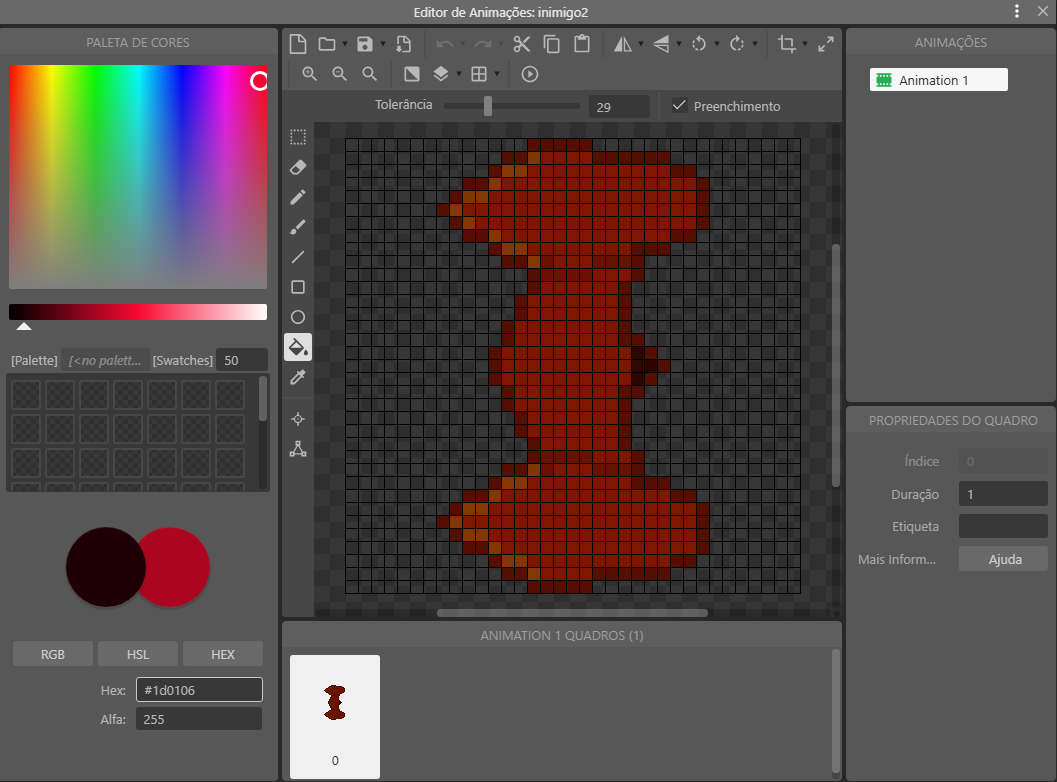 Editor de Animações: inimigo2
PALETA DE CORES
[Palette] [<no palett... [Swatches] 50
RGB HSL HEX
Hex: #1d0106
Alfa: 255
Tolerância 29 Preenchimento
ANIMATION 1 QUADROS (1)
0
ANIMAÇÕES
Animation 1
PROPRIEDADES DO QUADRO
Índice 0
Duração 1
Etiqueta
Mais Inform... Ajuda